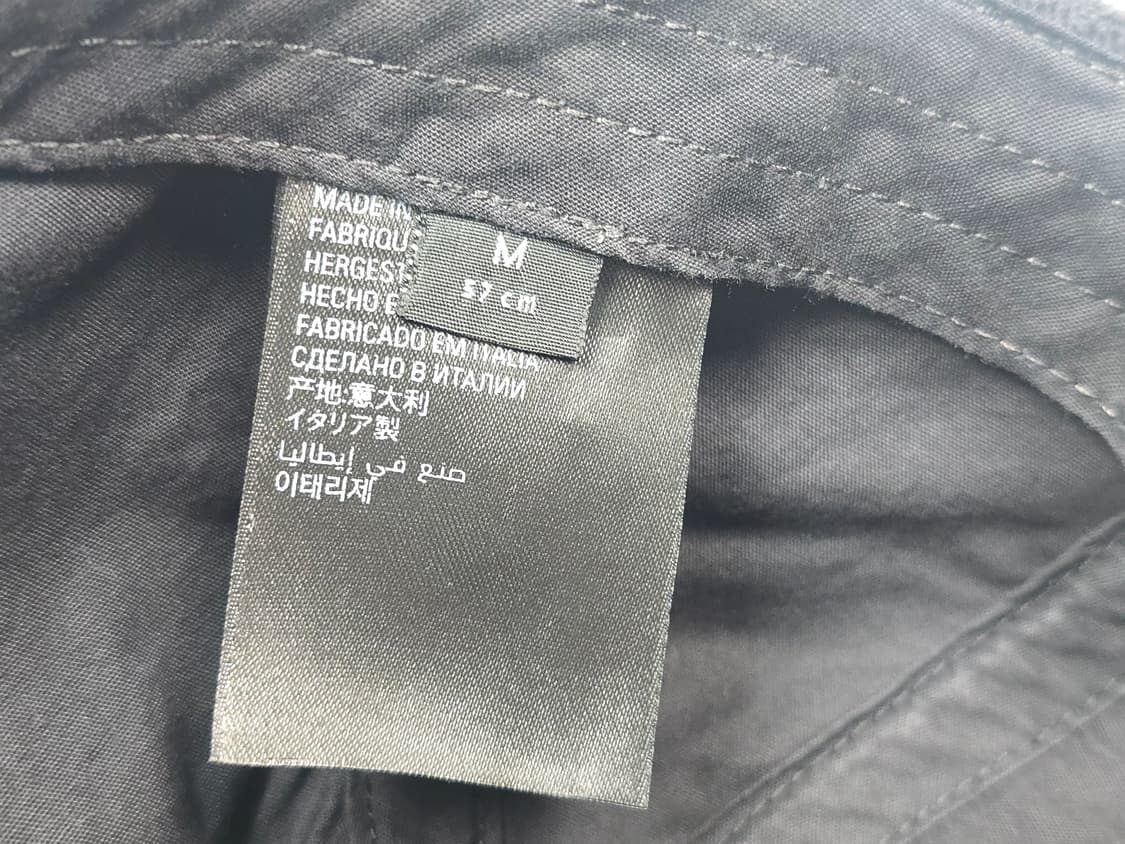 MADE IN
FABRIQU
HERGEST
HECHO E
FABRICADO EM ITALIA
СДЕЛАНО В ИТАЛИИ
产地:意大利
イタリア製
صنع في إيطاليا
이태리제
M
57 cm